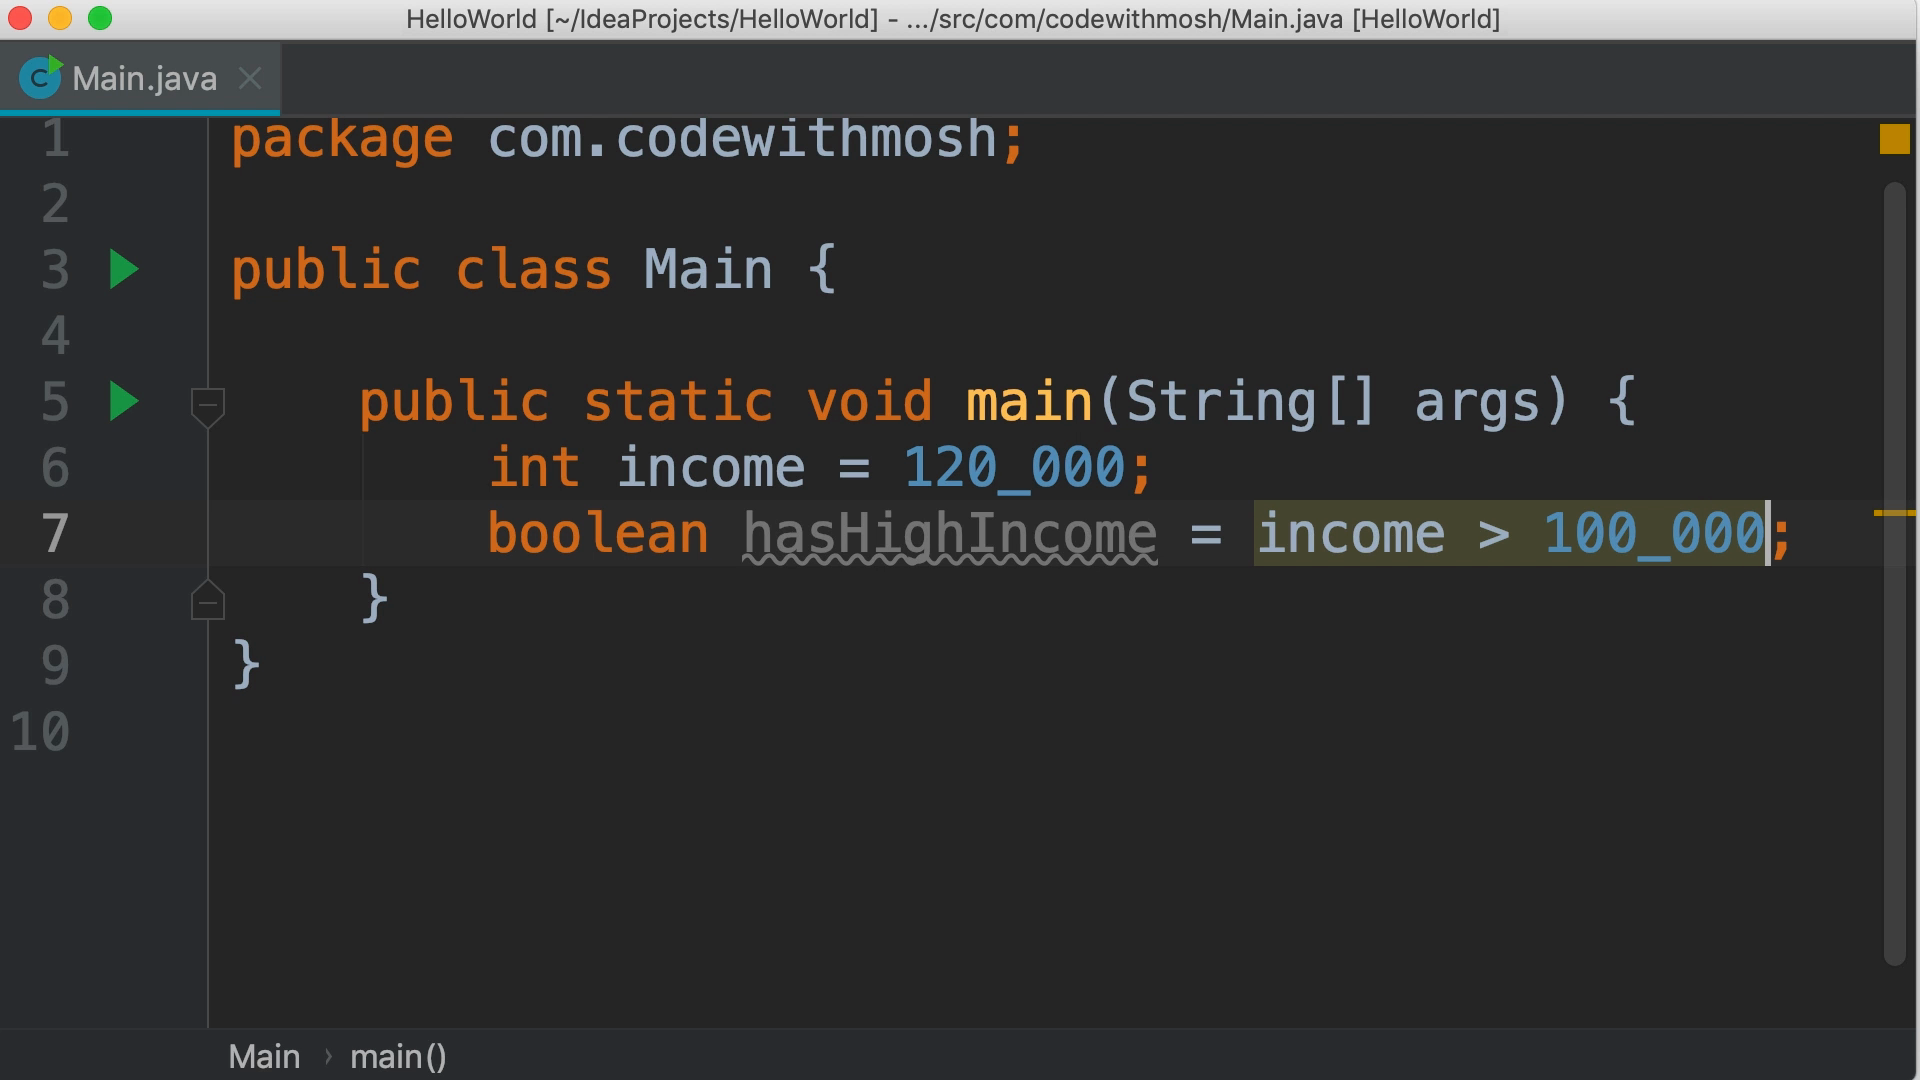 HelloWorld [~/IdeaProjects/HelloWorld] - .../src/com/codewithmosh/Main.java [HelloWorld]
Main.java
1 package com.codewithmosh;
2
3 public class Main {
4
5 public static void main(String[] args) {
6 int income = 120_000;
7 boolean hasHighIncome = income > 100_000;
8 }
9 }
10
Main › main()